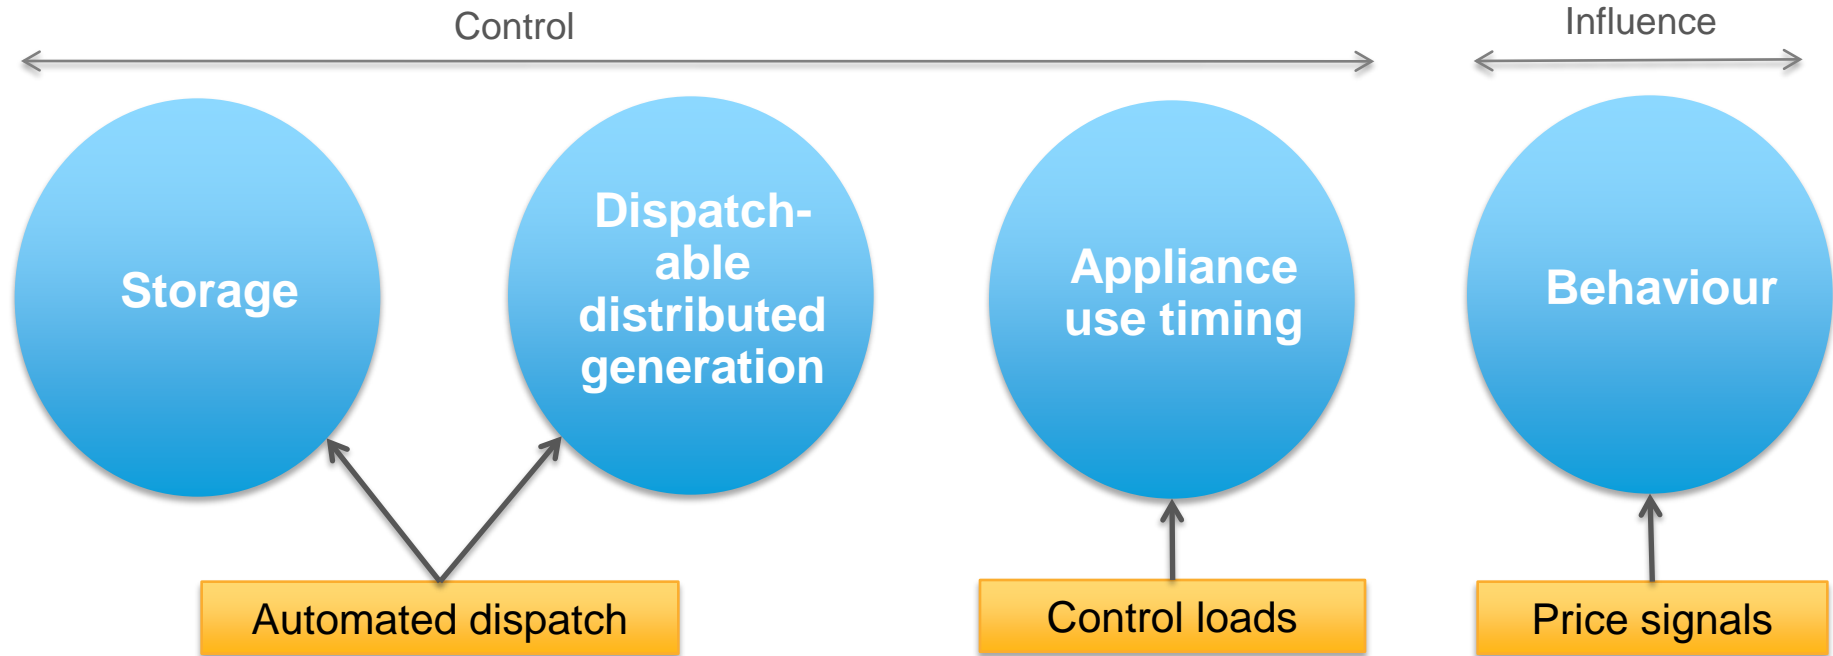 Control
Influence
Storage
Dispatch-
able
distributed
generation
Appliance
use timing
Behaviour
Automated dispatch
Control loads
Price signals